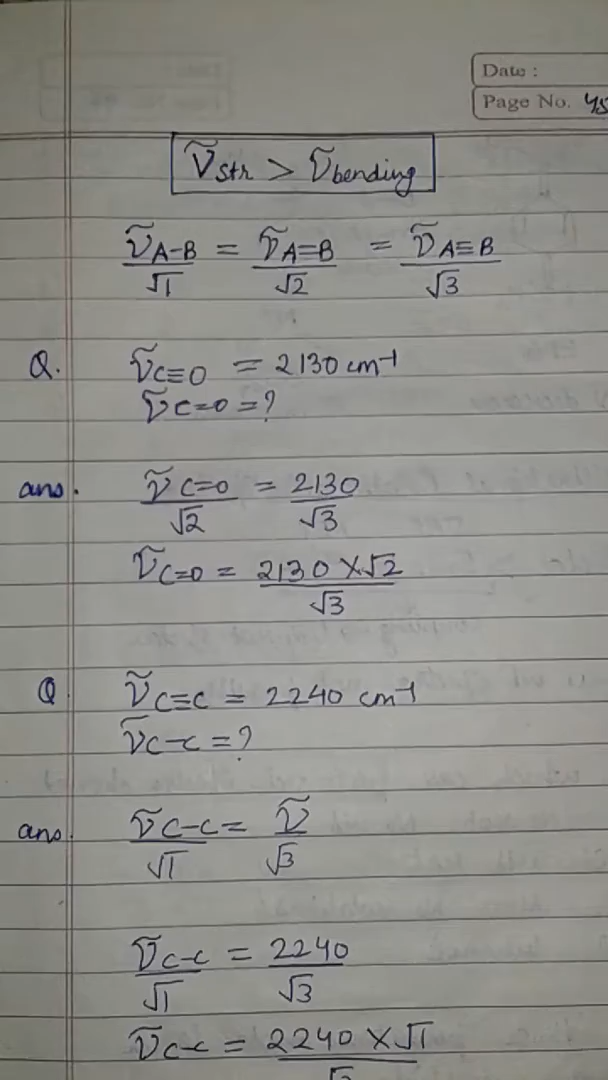 Date :
Page No. 45
ν̃str > ν̃bending
ν̃A-B/√1 = ν̃A=B/√2 = ν̃A≡B/√3
Q. ν̃C≡O = 2130 cm⁻¹
ν̃C=O = ?
ans. ν̃C=O/√2 = 2130/√3
ν̃C=O = 2130 × √2/√3
Q ν̃C≡C = 2240 cm⁻¹
ν̃C-C = ?
ans. ν̃C-C/√1 = ν̃/√3
ν̃C-C/√1 = 2240/√3
ν̃C-C = 2240 × √1